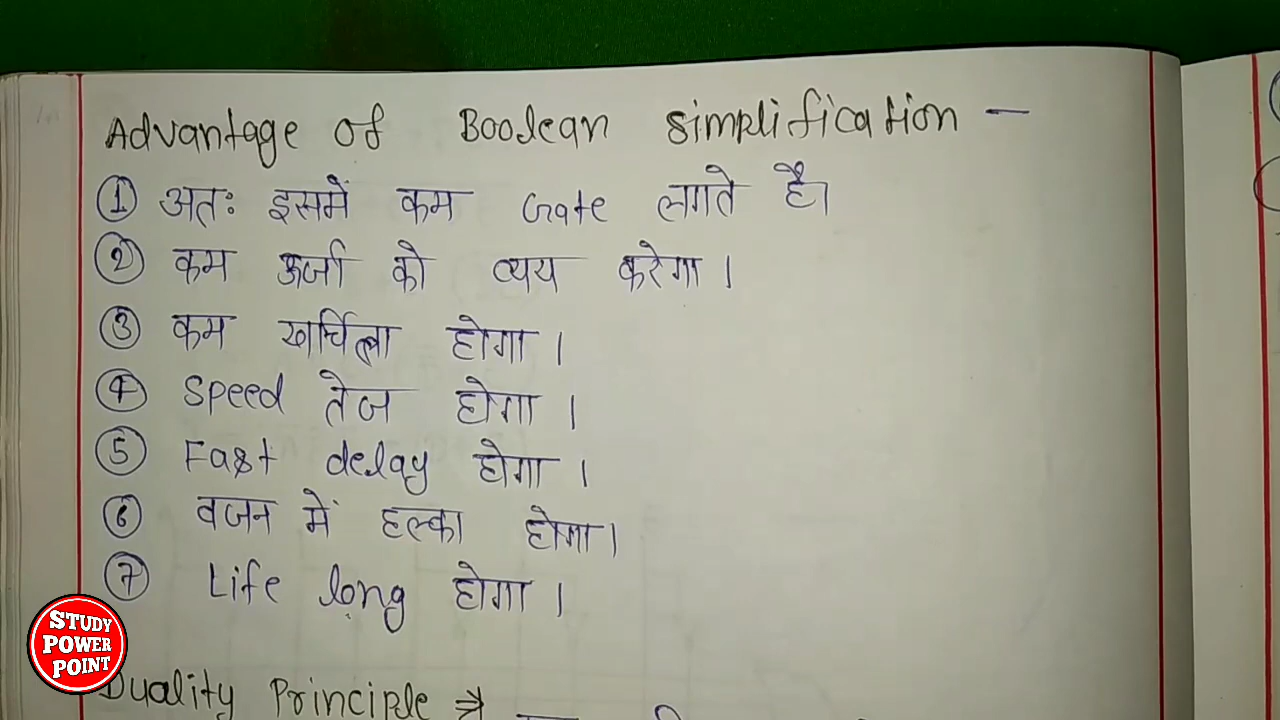 Advantage of Boolean simplification —
① अतः इसमें कम Gate लगते है।
② कम ऊर्जा को व्यय करेगा।
③ कम खर्चिला होगा।
④ speed तेज होगा।
⑤ Fast delay होगा।
⑥ वजन में हल्का होगा।
⑦ Life long होगा।
STUDY
POWER
POINT
Duality Principle ⇒